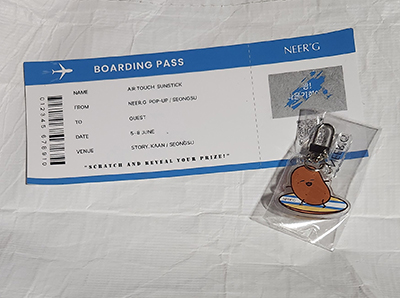 BOARDING PASS
NEER°G
NAME AIR TOUCH SUNSTICK
FROM NEER.G POP-UP / SEONGSU
TO GUEST
DATE 5-8 JUNE
VENUE STORY, KAAN / SEONGSU
"SCRATCH AND REVEAL YOUR PRIZE!"